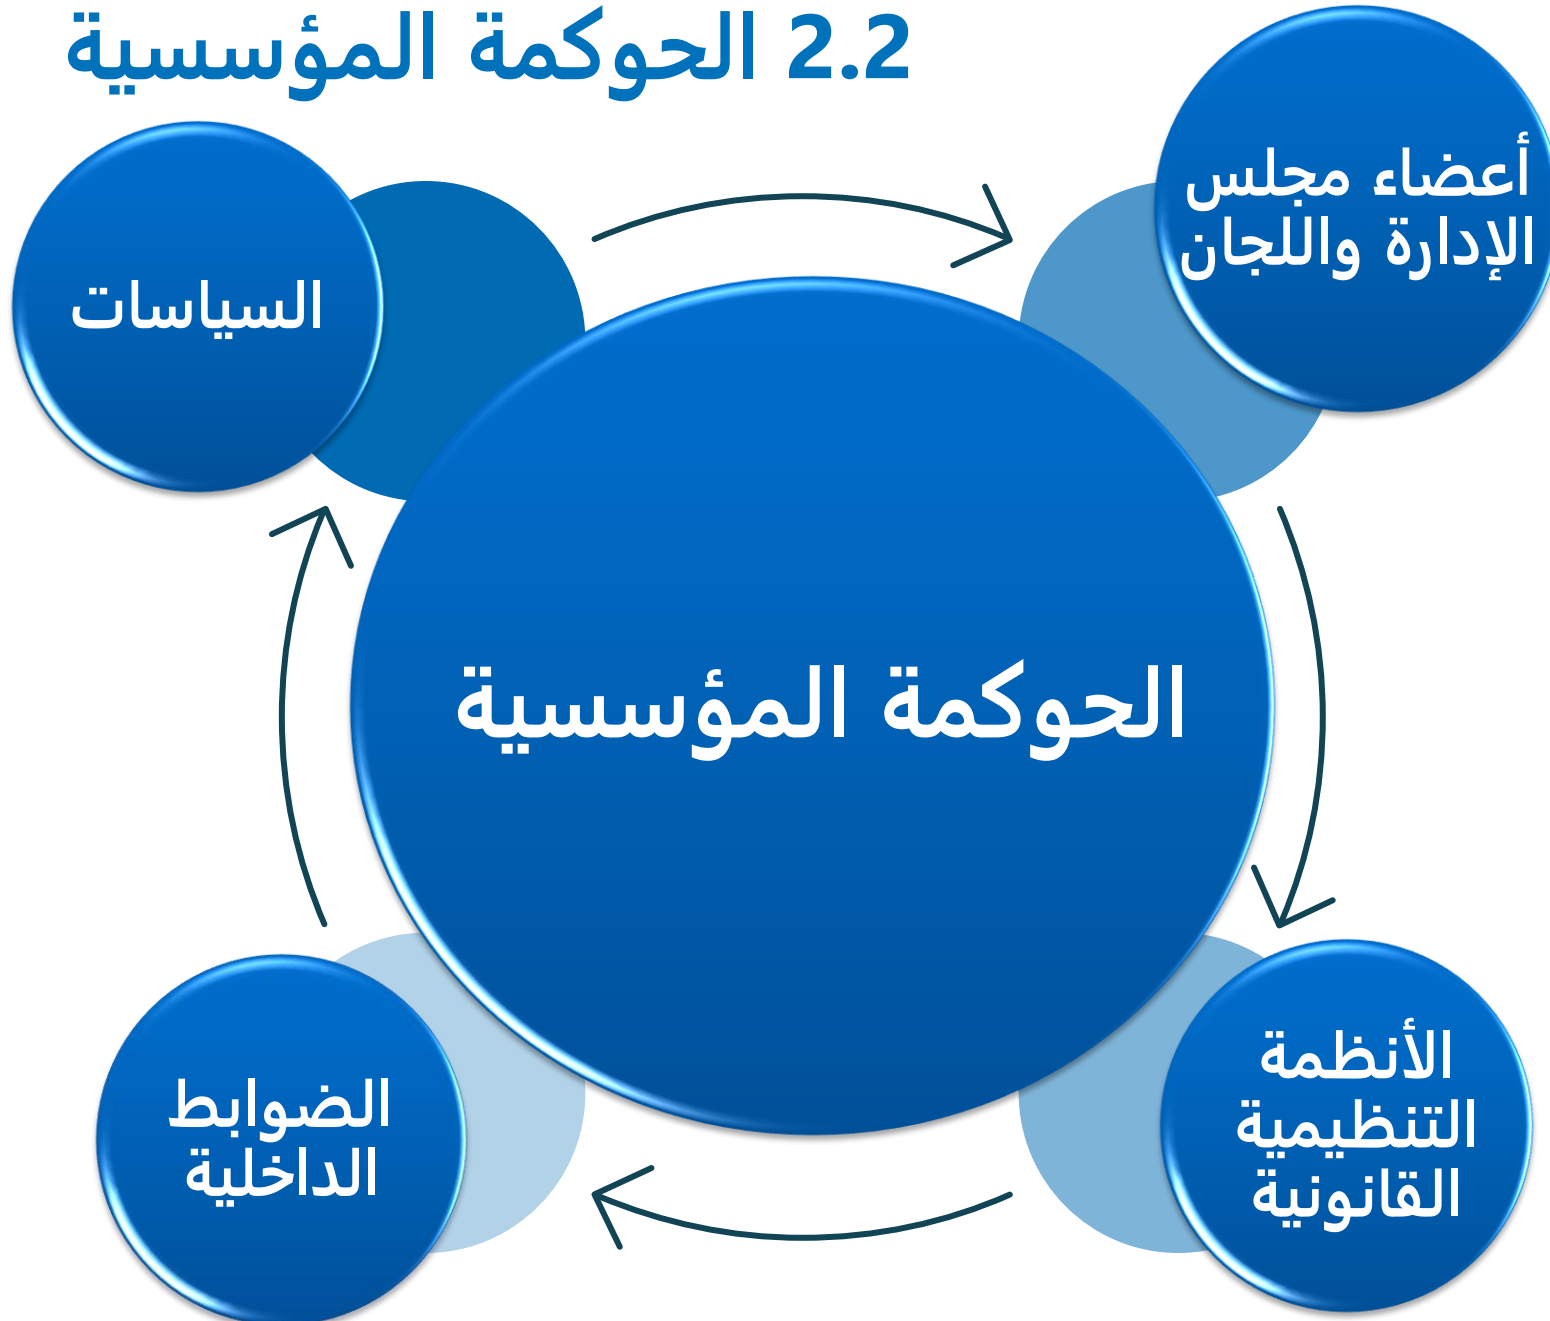 2.2 الحوكمة المؤسسية
أعضاء مجلس
الإدارة واللجان
السياسات
الحوكمة المؤسسية
الأنظمة
التنظيمية
القانونية
الضوابط
الداخلية